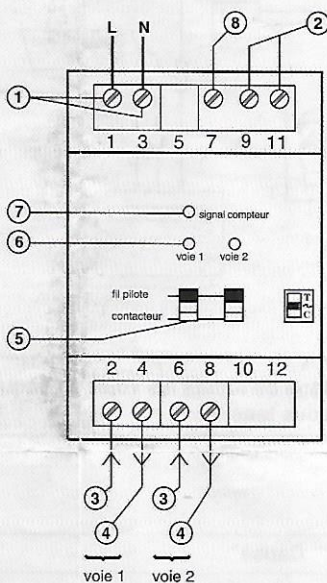 L N 8 2
1
1 3 5 7 9 11
7 signal compteur
6
voie 1 voie 2
fil pilote
contacteur
T
C
5
2 4 6 8 10 12
3 3
4 4
voie 1 voie 2